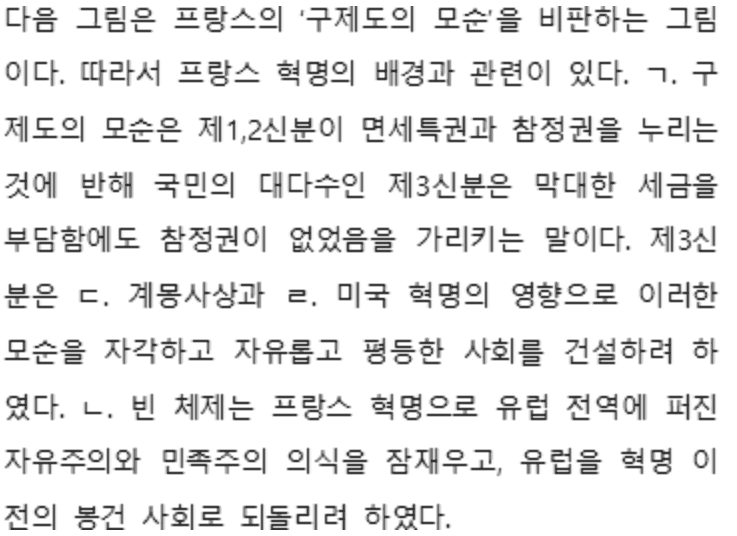 다음 그림은 프랑스의 '구제도의 모순'을 비판하는 그림
이다. 따라서 프랑스 혁명의 배경과 관련이 있다. ㄱ. 구
제도의 모순은 제1,2신분이 면세특권과 참정권을 누리는
것에 반해 국민의 대다수인 제3신분은 막대한 세금을
부담함에도 참정권이 없었음을 가리키는 말이다. 제3신
분은 ㄷ. 계몽사상과 ㄹ. 미국 혁명의 영향으로 이러한
모순을 자각하고 자유롭고 평등한 사회를 건설하려 하
였다. ㄴ. 빈 체제는 프랑스 혁명으로 유럽 전역에 퍼진
자유주의와 민족주의 의식을 잠재우고, 유럽을 혁명 이
전의 봉건 사회로 되돌리려 하였다.